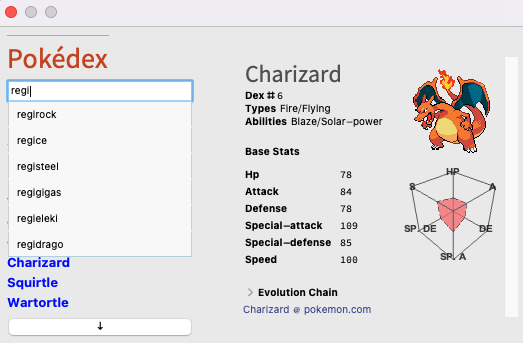 Pokédex
regi
regirock
regice
registeel
regigigas
regieleki
regidrago
Charizard
Squirtle
Wartortle
↓
Charizard
Dex # 6
Types Fire/Flying
Abilities Blaze/Solar-power
Base Stats
Hp 78
Attack 84
Defense 78
Special-attack 109
Special-defense 85
Speed 100
Evolution Chain
Charizard @ pokemon.com
HP
S
A
SP. DE
DE
SP. A